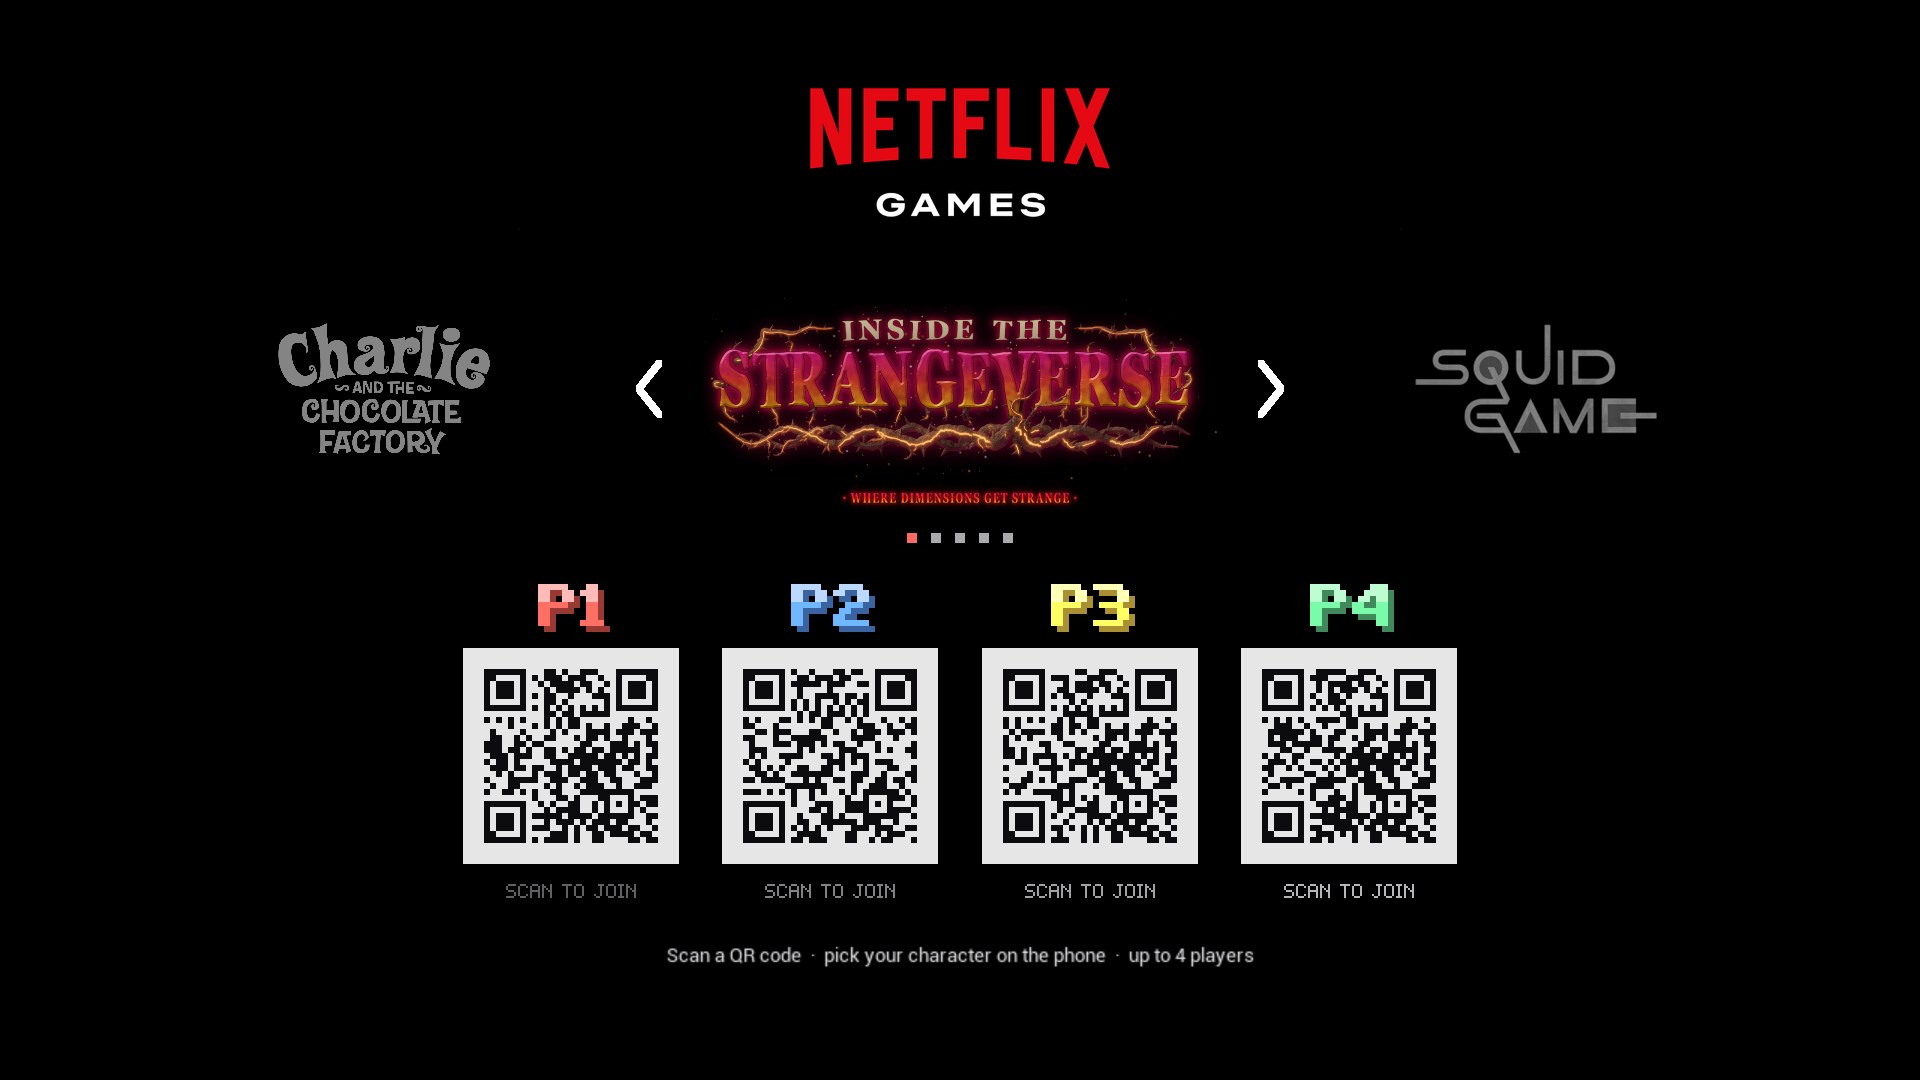 NETFLIX
GAMES
Charlie
AND THE
CHOCOLATE
FACTORY
INSIDE THE
STRANGEVERSE
· WHERE DIMENSIONS GET STRANGE ·
SQUID
GAME
P1 P2 P3 P4
SCAN TO JOIN SCAN TO JOIN SCAN TO JOIN SCAN TO JOIN
Scan a QR code · pick your character on the phone · up to 4 players